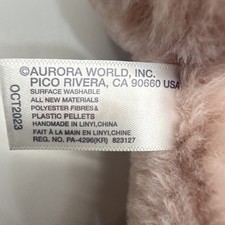 ©AURORA WORLD, INC.
PICO RIVERA, CA 90660 USA
SURFACE WASHABLE
ALL NEW MATERIALS
POLYESTER FIBRES&
PLASTIC PELLETS
HANDMADE IN LINYI,CHINA
FAIT À LA MAIN EN LINYI, CHINE
REG. NO. PA-4296(KR) 823127
OCT2023